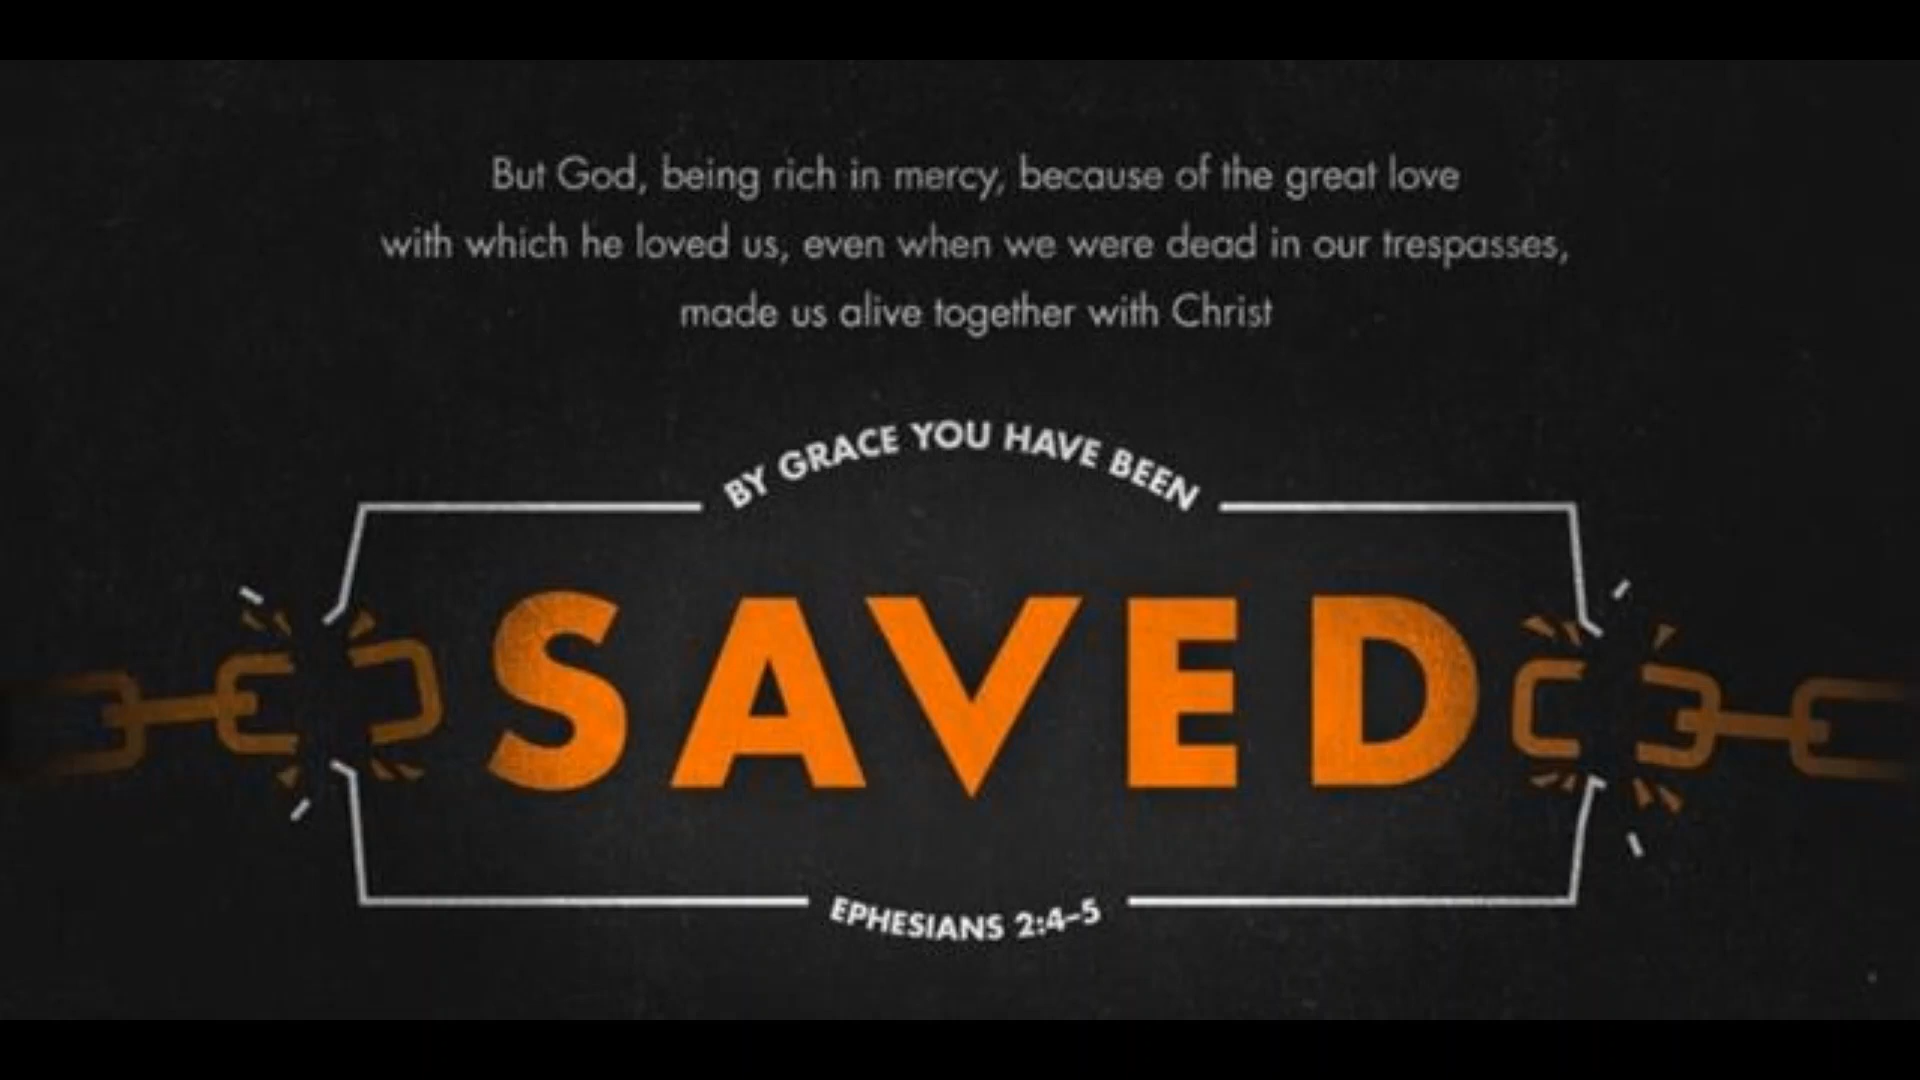 But God, being rich in mercy, because of the great love
with which he loved us, even when we were dead in our trespasses,
made us alive together with Christ
BY GRACE YOU HAVE BEEN
SAVED
EPHESIANS 2:4–5